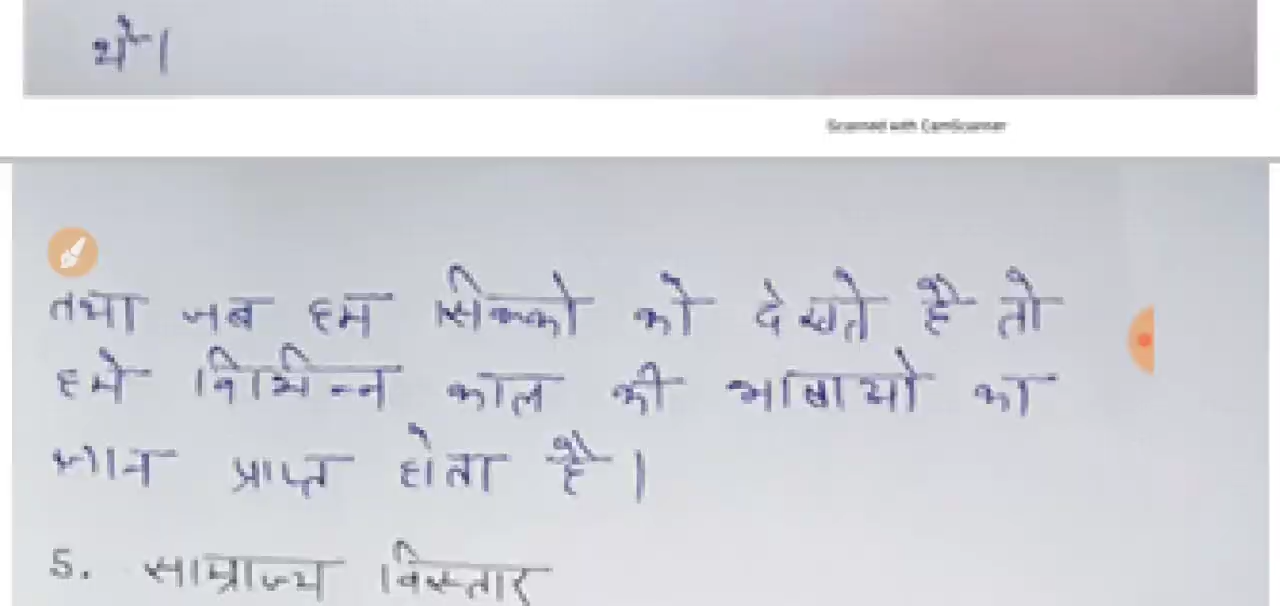 थे।
Scanned with CamScanner
तथा जब हम सिक्को को देखते है तो
हमे विभिन्न काल की भाषायो का
ज्ञान प्राप्त होता है।
5. साम्राज्य विस्तार